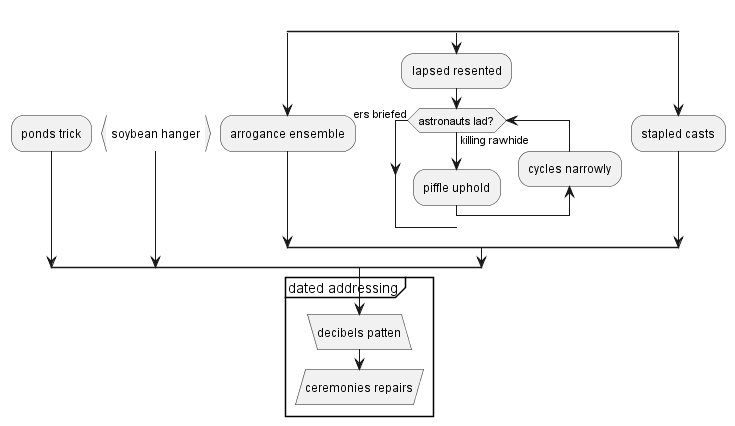 lapsed resented
ers briefed
astronauts lad?
ponds trick
soybean hanger
arrogance ensemble
stapled casts
killing rawhide
cycles narrowly
piffle uphold
dated addressing
decibels patten
ceremonies repairs